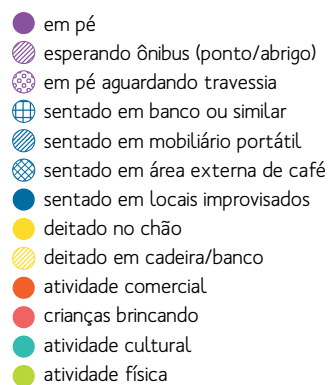 em pé
esperando ônibus (ponto/abrigo)
em pé aguardando travessia
sentado em banco ou similar
sentado em mobiliário portátil
sentado em área externa de café
sentado em locais improvisados
deitado no chão
deitado em cadeira/banco
atividade comercial
crianças brincando
atividade cultural
atividade física